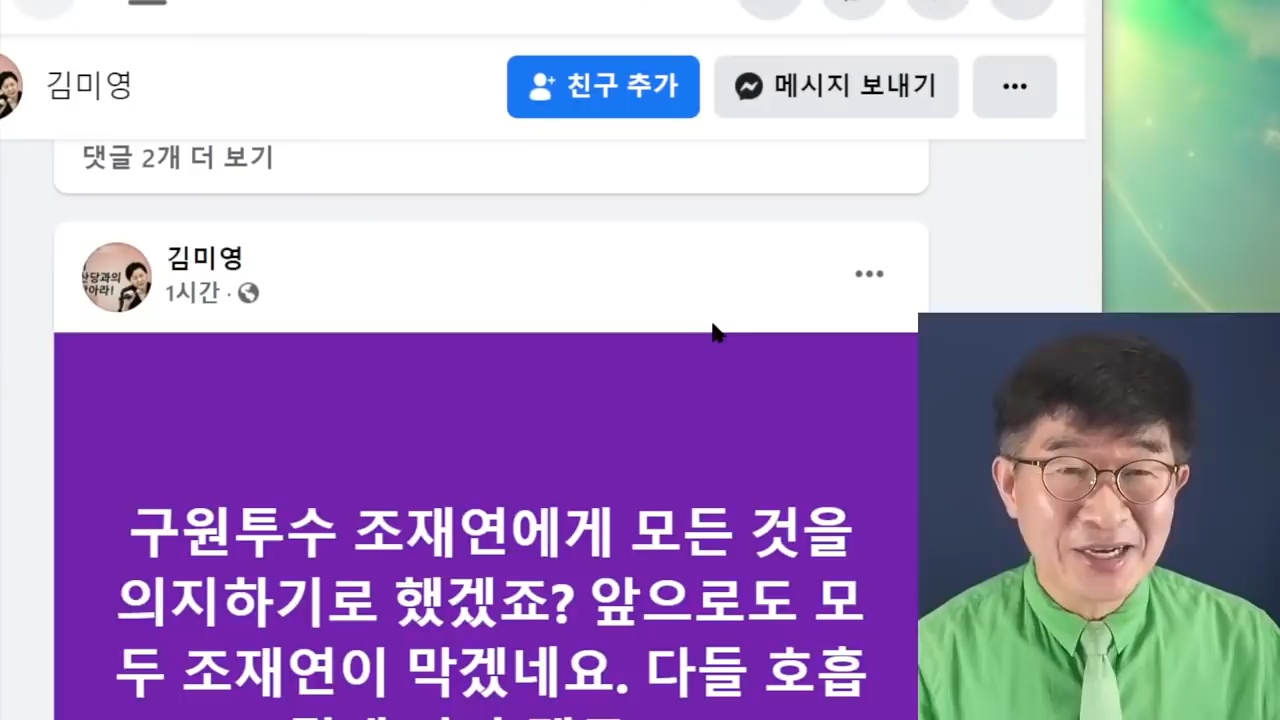 김미영
친구 추가
메시지 보내기
댓글 2개 더 보기
김미영
1시간
구원투수 조재연에게 모든 것을
의지하기로 했겠죠? 앞으로도 모
두 조재연이 막겠네요. 다들 호흡